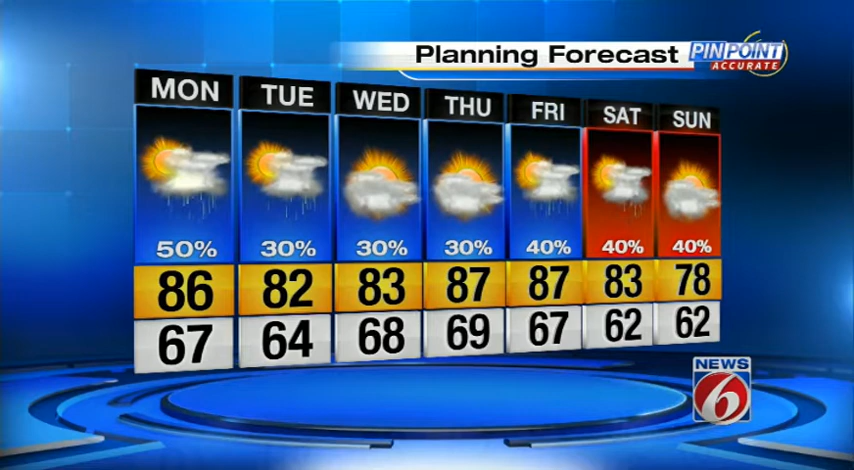 Planning Forecast PINPOINT
ACCURATE
MON TUE WED THU FRI SAT SUN
50% 30% 30% 30% 40% 40% 40%
86 82 83 87 87 83 78
67 64 68 69 67 62 62
NEWS
6